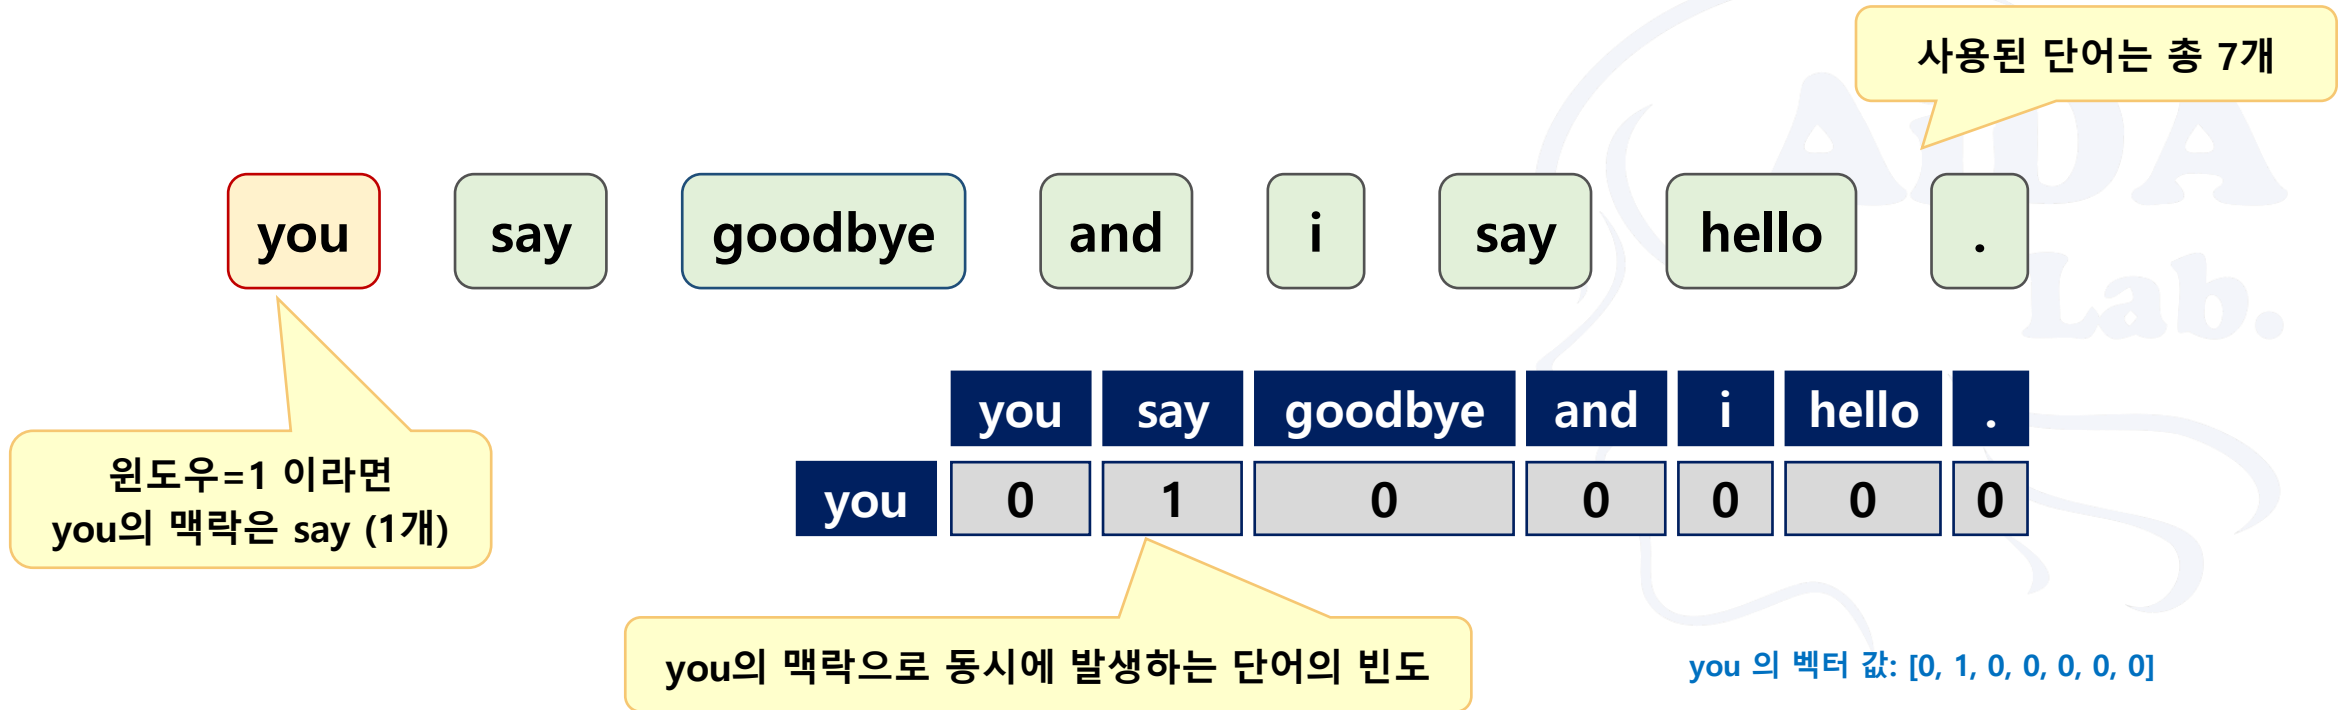 사용된 단어는 총 7개
you say goodbye and i say hello .
윈도우=1 이라면
you의 맥락은 say (1개)
you say goodbye and i hello .
you 0 1 0 0 0 0 0
you의 맥락으로 동시에 발생하는 단어의 빈도
you 의 벡터 값: [0, 1, 0, 0, 0, 0, 0]
AIDA
Lab.